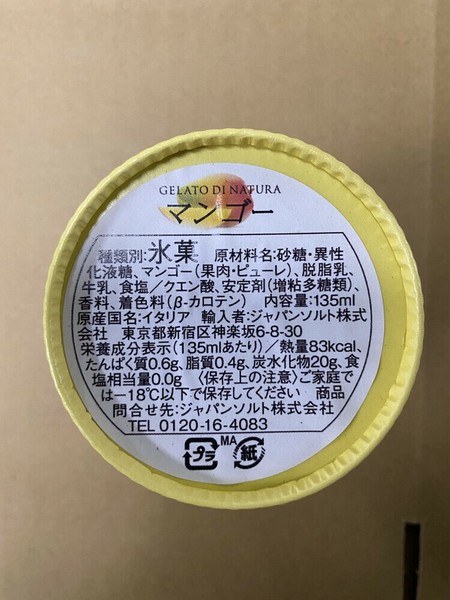 GELATO DI NATURA
マンゴー
種類別:氷菓 原材料名:砂糖・異性
化液糖、マンゴー(果肉・ピューレ)、脱脂乳、
牛乳、食塩/クエン酸、安定剤(増粘多糖類)、
香料、着色料(β-カロテン) 内容量:135ml
原産国名:イタリア 輸入者:ジャパンソルト株式
会社 東京都新宿区神楽坂6-8-30
栄養成分表示(135mlあたり)/熱量83kcal、
たんぱく質0.6g、脂質0.4g、炭水化物20g、食
塩相当量0.0g 〈保存上の注意〉ご家庭で
は-18℃以下で保存してください 商品
問合せ先:ジャパンソルト株式会社
TEL 0120-16-4083
プラ MA 紙